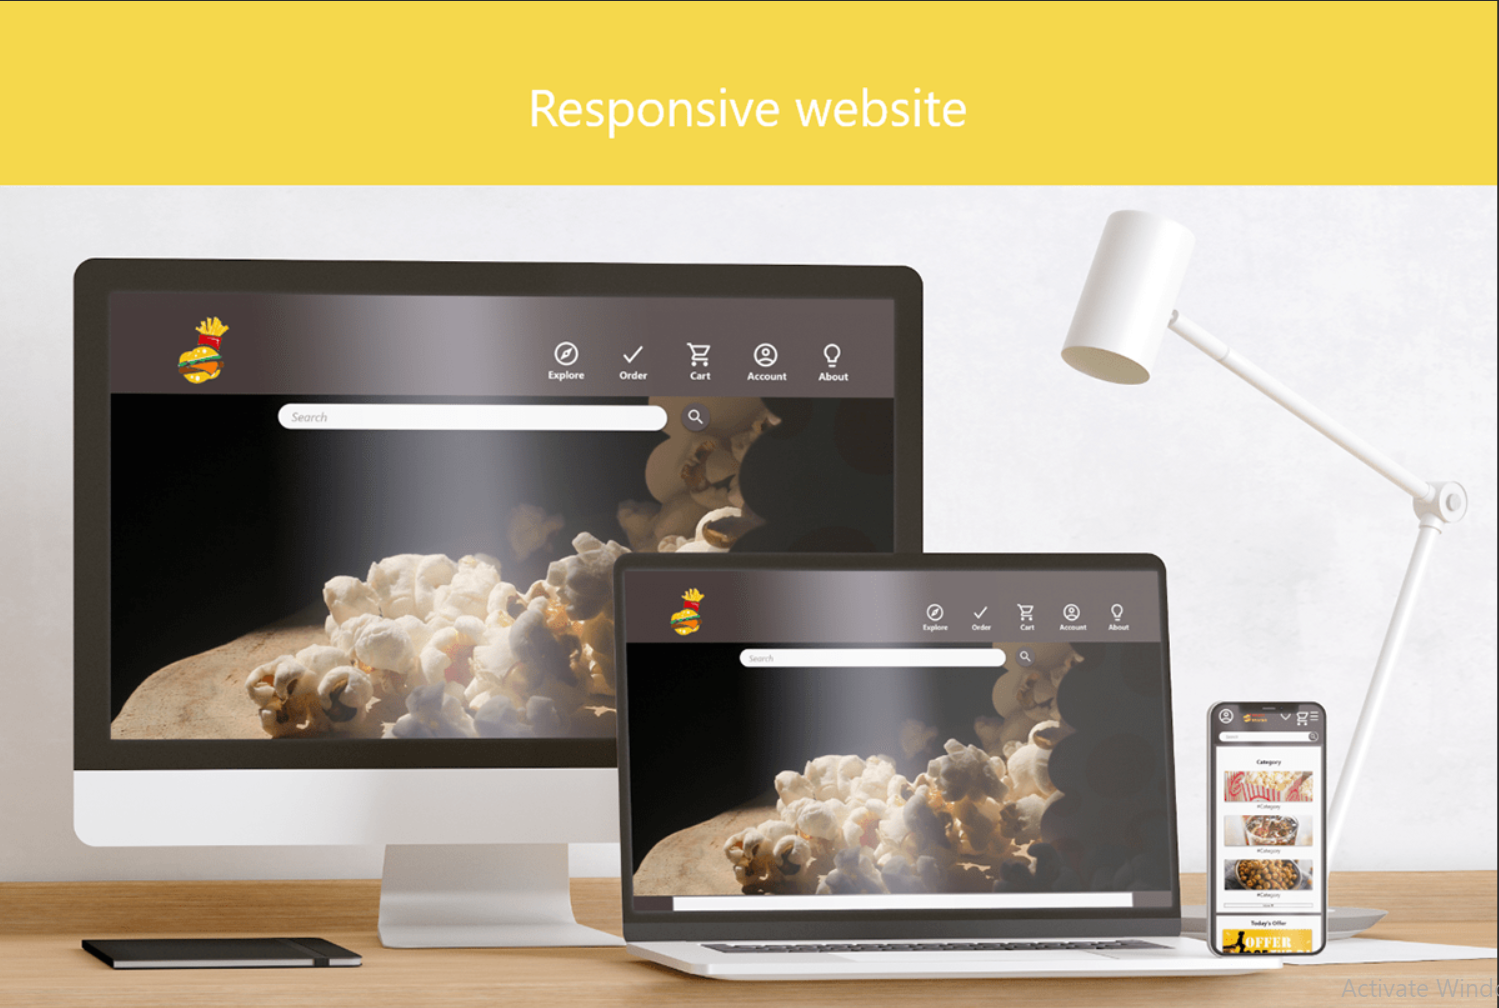 Responsive website
Explore
Order
Cart
Account
About
Search
Explore
Order
Cart
Account
About
Search
Search
Category
#Category
#Category
#Category
Today's Offer
OFFER
Activate Wind